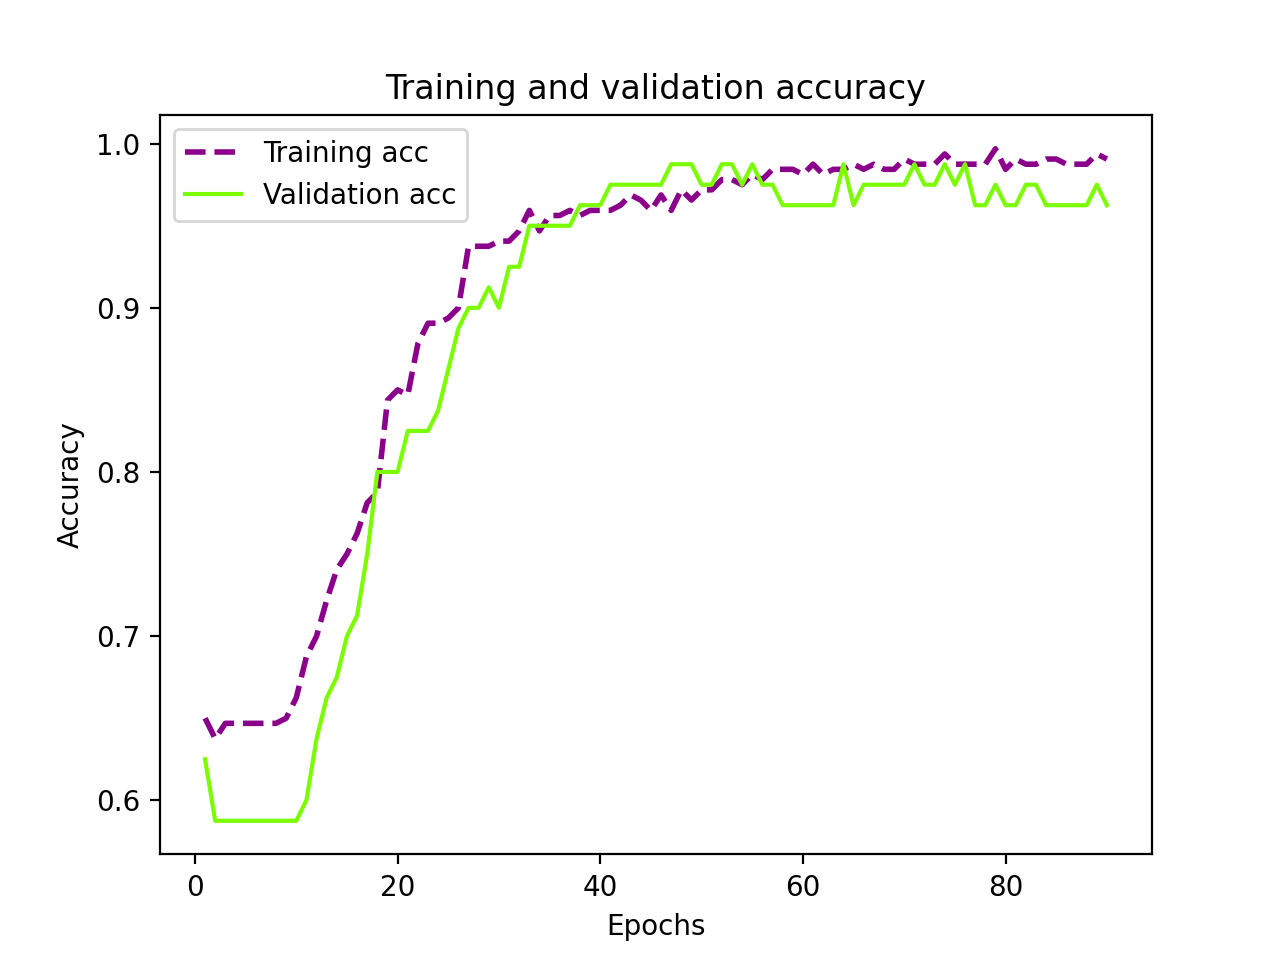 Training and validation accuracy
Training acc
Validation acc
1.0
0.9
0.8
0.7
0.6
Accuracy
0 20 40 60 80
Epochs